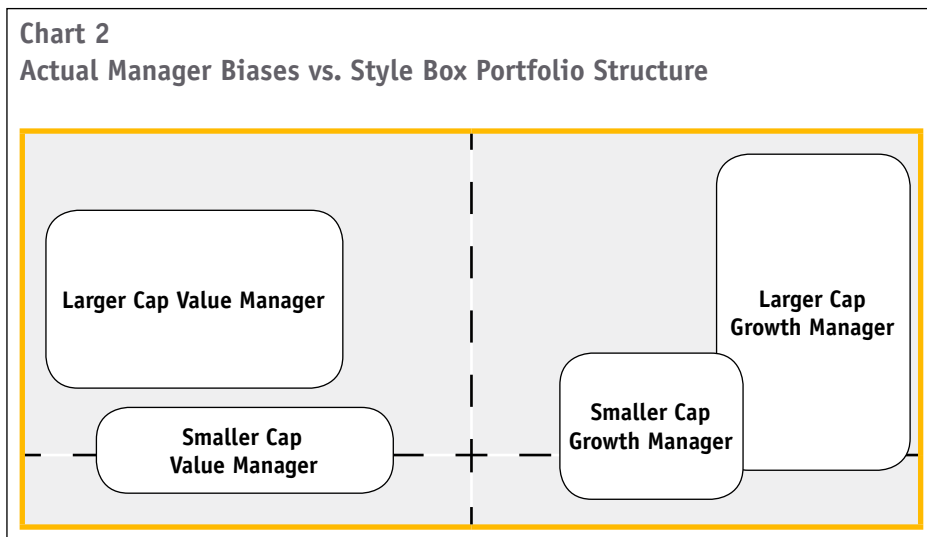 Chart 2
Actual Manager Biases vs. Style Box Portfolio Structure
Larger Cap Value Manager
Larger Cap
Growth Manager
Smaller Cap
Value Manager
Smaller Cap
Growth Manager